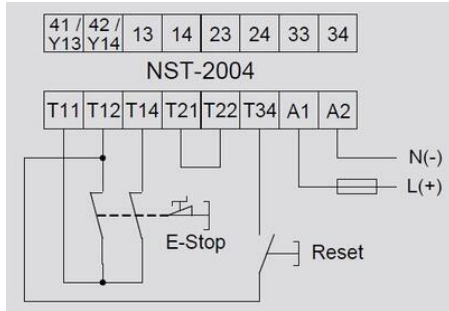 41 / 42 / 13 14 23 24 33 34
Y13 Y14
NST-2004
T11 T12 T14 T21 T22 T34 A1 A2
N(-)
L(+)
E-Stop
Reset